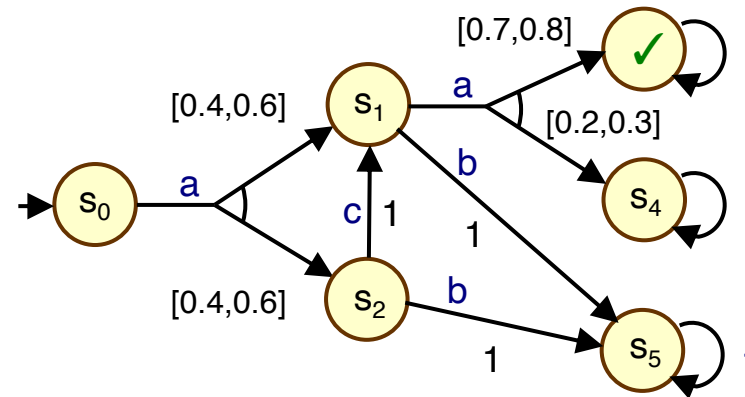 [0.7,0.8]
✓
[0.4,0.6]
s1
a
[0.2,0.3]
a
b
s4
s0
c
1
1
[0.4,0.6]
s2
b
1
s5